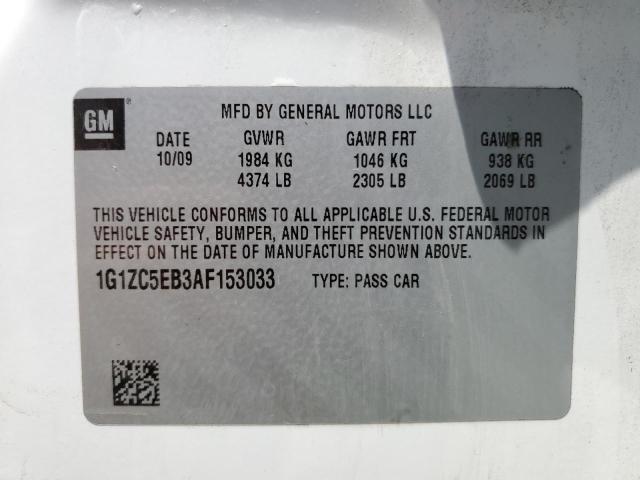 GM ®
MFD BY GENERAL MOTORS LLC
DATE GVWR GAWR FRT GAWR RR
10/09 1984 KG 1046 KG 938 KG
4374 LB 2305 LB 2069 LB
THIS VEHICLE CONFORMS TO ALL APPLICABLE U.S. FEDERAL MOTOR
VEHICLE SAFETY, BUMPER, AND THEFT PREVENTION STANDARDS IN
EFFECT ON THE DATE OF MANUFACTURE SHOWN ABOVE.
1G1ZC5EB3AF153033 TYPE: PASS CAR